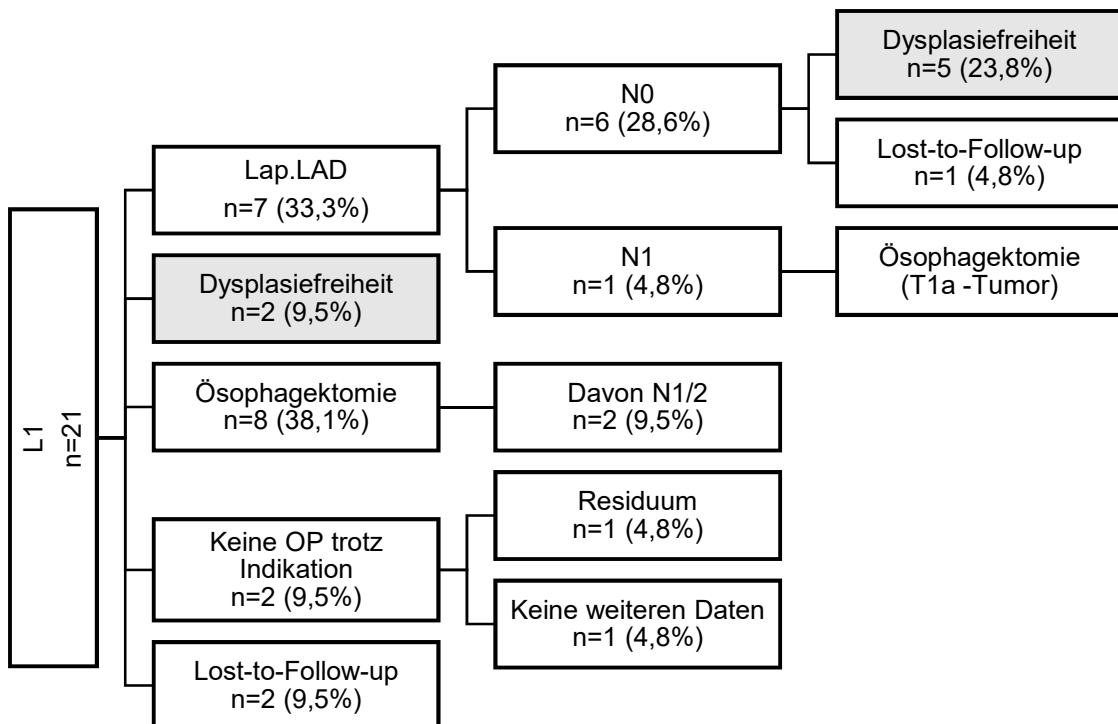 L1
n=21
Lap.LAD
n=7 (33,3%)
N0
n=6 (28,6%)
Dysplasiefreiheit
n=5 (23,8%)
Lost-to-Follow-up
n=1 (4,8%)
N1
n=1 (4,8%)
Ösophagektomie
(T1a -Tumor)
Dysplasiefreiheit
n=2 (9,5%)
Ösophagektomie
n=8 (38,1%)
Davon N1/2
n=2 (9,5%)
Keine OP trotz
Indikation
n=2 (9,5%)
Residuum
n=1 (4,8%)
Keine weiteren Daten
n=1 (4,8%)
Lost-to-Follow-up
n=2 (9,5%)